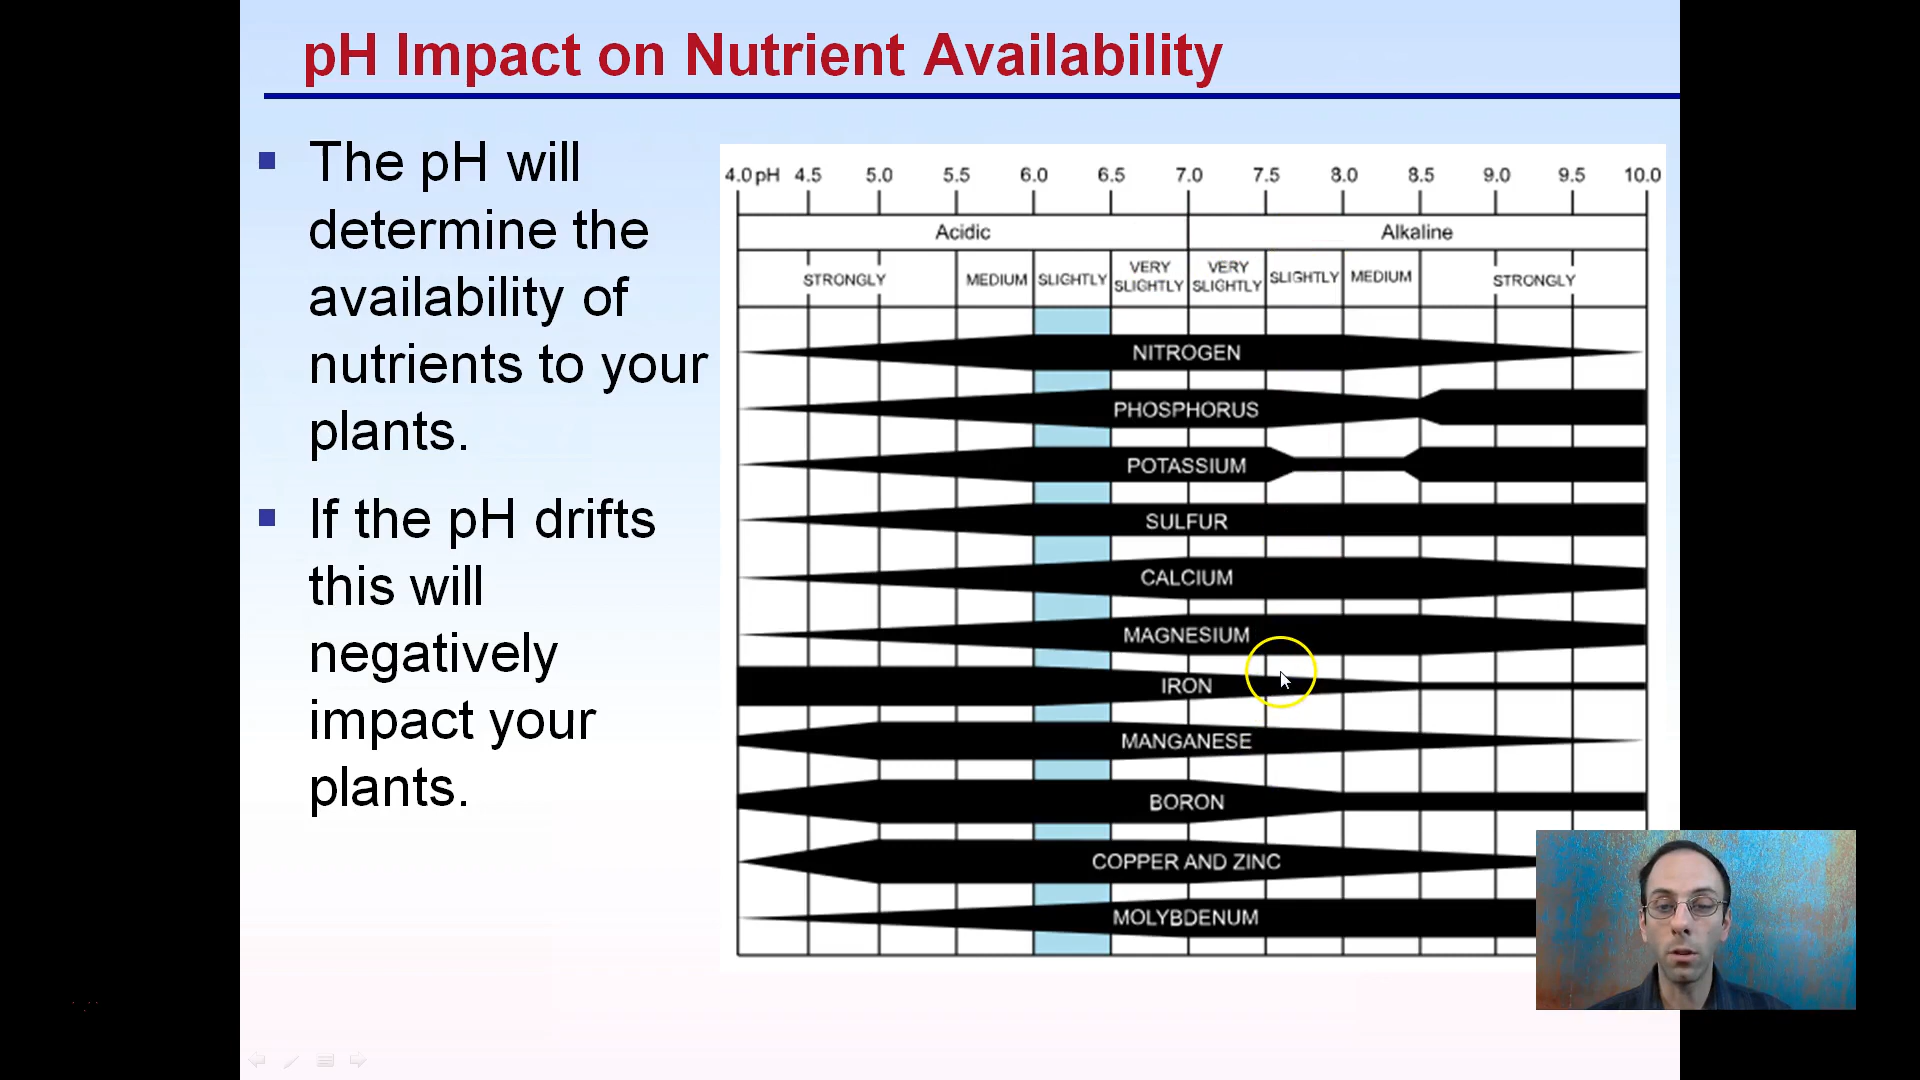 pH Impact on Nutrient Availability
The pH will
determine the
availability of
nutrients to your
plants.
If the pH drifts
this will
negatively
impact your
plants.
4.0 pH 4.5 5.0 5.5 6.0 6.5 7.0 7.5 8.0 8.5 9.0 9.5 10.0
Acidic Alkaline
STRONGLY MEDIUM SLIGHTLY VERY SLIGHTLY VERY SLIGHTLY SLIGHTLY MEDIUM STRONGLY
NITROGEN
PHOSPHORUS
POTASSIUM
SULFUR
CALCIUM
MAGNESIUM
IRON
MANGANESE
BORON
COPPER AND ZINC
MOLYBDENUM